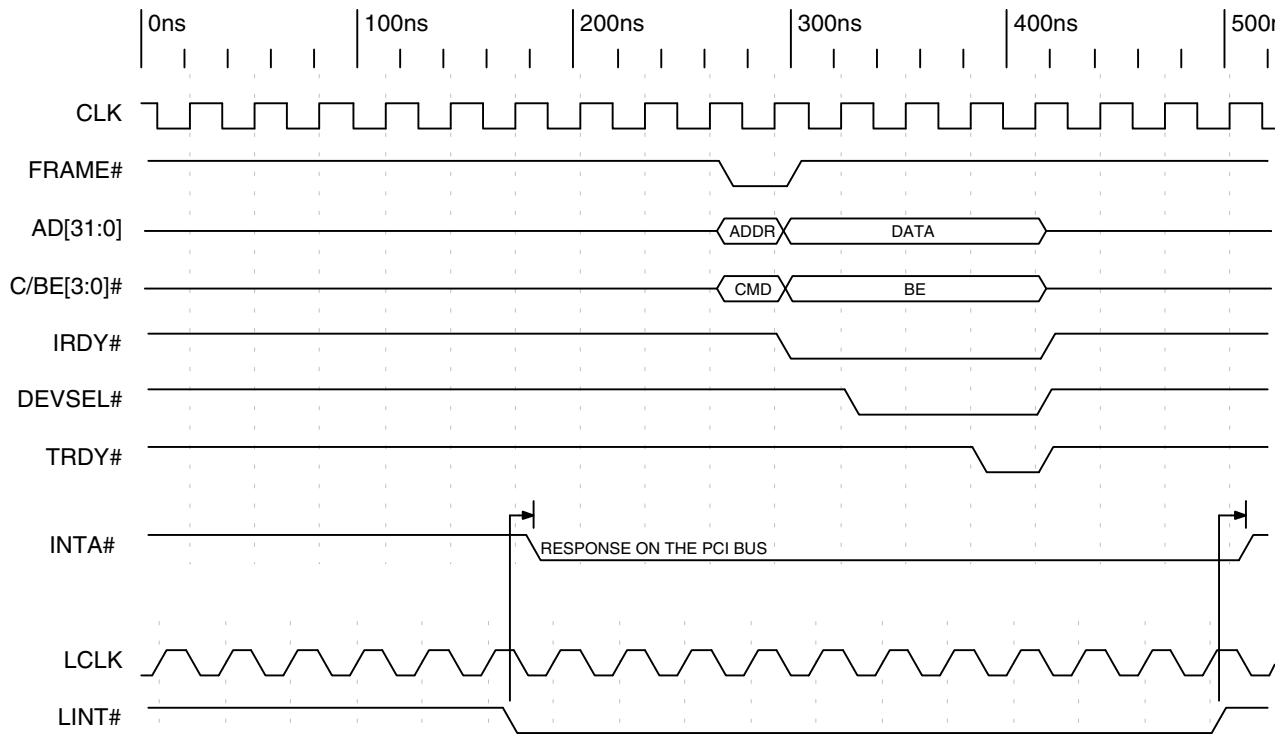 0ns 100ns 200ns 300ns 400ns 500n
CLK
FRAME#
AD[31:0] ADDR DATA
C/BE[3:0]# CMD BE
IRDY#
DEVSEL#
TRDY#
INTA# RESPONSE ON THE PCI BUS
LCLK
LINT#